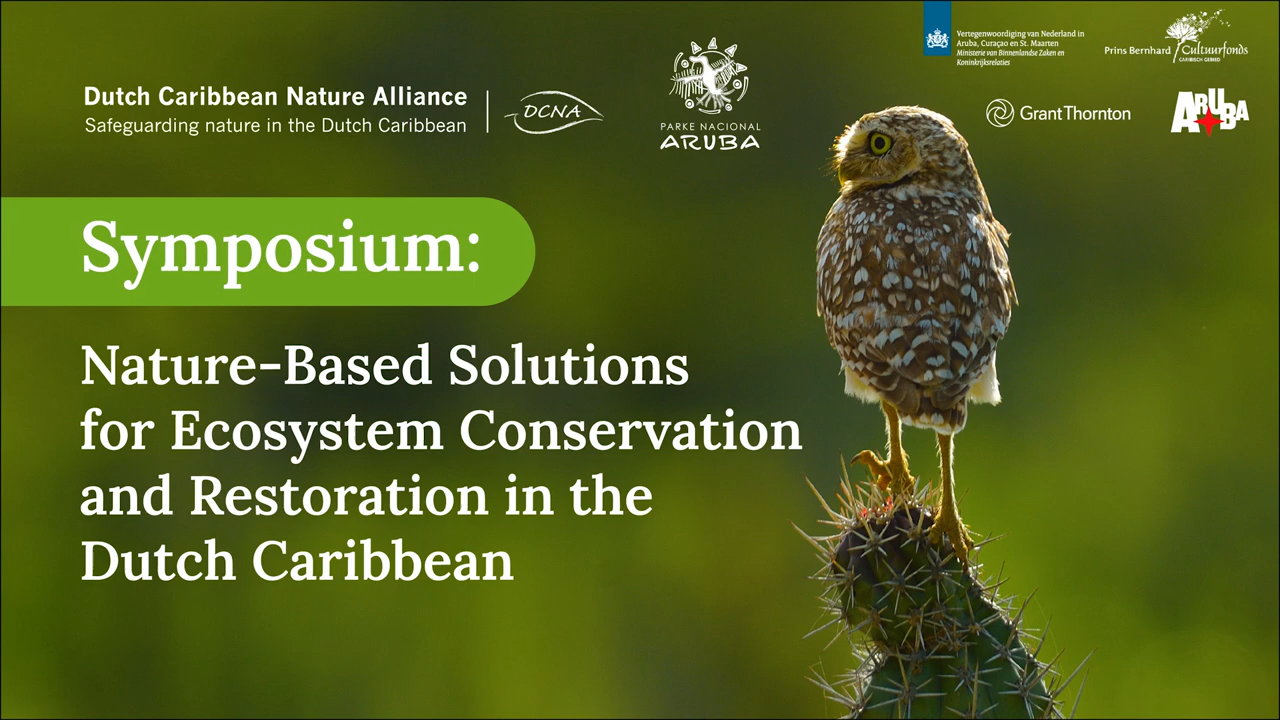 Dutch Caribbean Nature Alliance
Safeguarding nature in the Dutch Caribbean
DCNA
PARKE NACIONAL
ARUBA
Vertegenwoordiging van Nederland in
Aruba, Curaçao en St. Maarten
Ministerie van Binnenlandse Zaken en
Koninkrijksrelaties
Prins Bernhard Cultuurfonds
CARIBISCH GEBIED
GrantThornton
ARUBA
Symposium:
Nature-Based Solutions
for Ecosystem Conservation
and Restoration in the
Dutch Caribbean